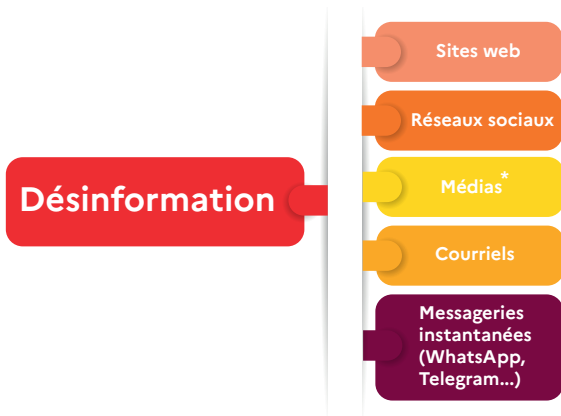 Désinformation
Sites web
Réseaux sociaux
Médias*
Courriels
Messageries
instantanées
(WhatsApp,
Telegram...)